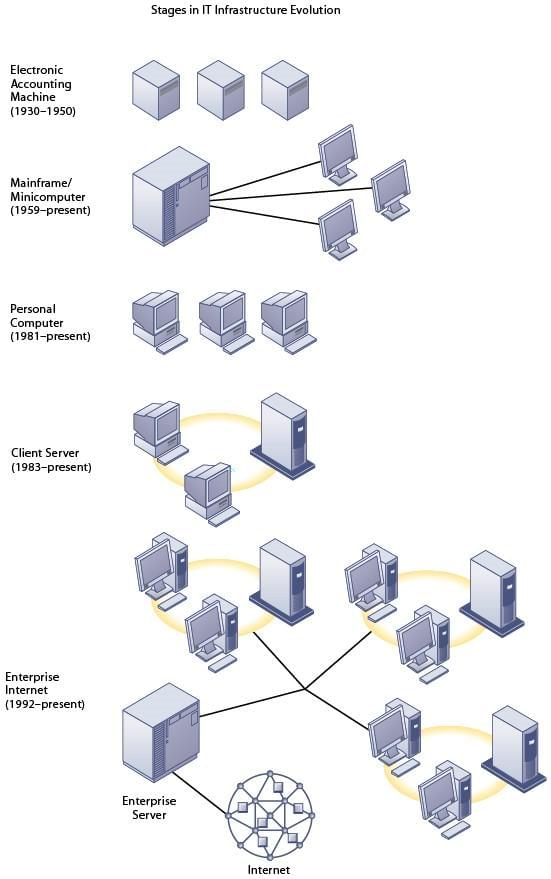 Stages in IT Infrastructure Evolution
Electronic
Accounting
Machine
(1930–1950)
Mainframe/
Minicomputer
(1959–present)
Personal
Computer
(1981–present)
Client Server
(1983–present)
Enterprise
Internet
(1992–present)
Enterprise
Server
Internet